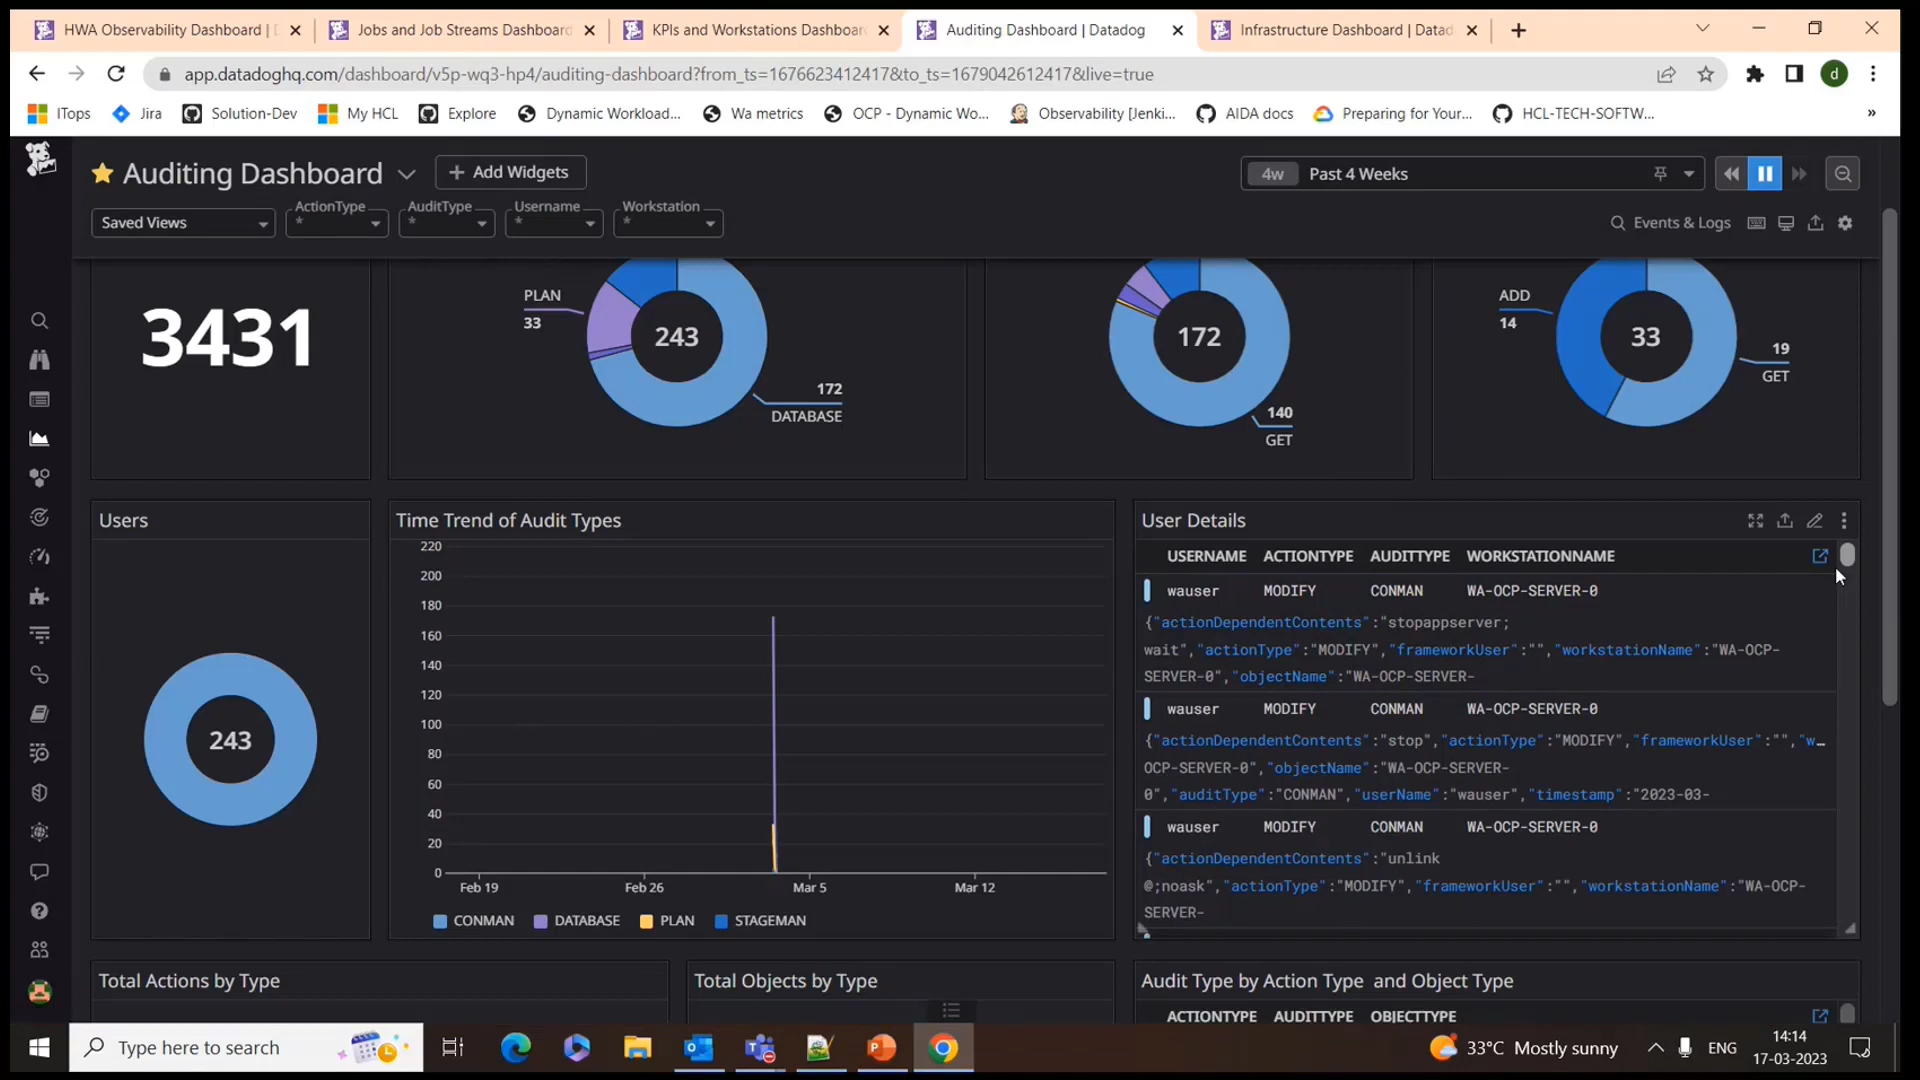 HWA Observability Dashboard |
Jobs and Job Streams Dashboard
KPIs and Workstations Dashboar
Auditing Dashboard | Datadog
Infrastructure Dashboard | Datad
app.datadoghq.com/dashboard/v5p-wq3-hp4/auditing-dashboard?from_ts=1676623412417&to_ts=1679042612417&live=true
d
ITops
Jira
Solution-Dev
My HCL
Explore
Dynamic Workload...
Wa metrics
OCP - Dynamic Wo...
Observability [Jenki...
AIDA docs
Preparing for Your...
HCL-TECH-SOFTW...
»
Auditing Dashboard
+ Add Widgets
4w Past 4 Weeks
Saved Views
ActionType
*
AuditType
*
Username
*
Workstation
*
Events & Logs
3431
PLAN
33
243
172
DATABASE
172
140
GET
ADD
14
33
19
GET
Users
243
Time Trend of Audit Types
220
200
180
160
140
120
100
80
60
40
20
0
Feb 19 Feb 26 Mar 5 Mar 12
CONMAN DATABASE PLAN STAGEMAN
User Details
USERNAME ACTIONTYPE AUDITTYPE WORKSTATIONNAME
wauser MODIFY CONMAN WA-OCP-SERVER-0
{"actionDependentContents":"stopappserver;
wait","actionType":"MODIFY","frameworkUser":"","workstationName":"WA-OCP-
SERVER-0","objectName":"WA-OCP-SERVER-
wauser MODIFY CONMAN WA-OCP-SERVER-0
{"actionDependentContents":"stop","actionType":"MODIFY","frameworkUser":"","w…
OCP-SERVER-0","objectName":"WA-OCP-SERVER-
0","auditType":"CONMAN","userName":"wauser","timestamp":"2023-03-
wauser MODIFY CONMAN WA-OCP-SERVER-0
{"actionDependentContents":"unlink
@;noask","actionType":"MODIFY","frameworkUser":"","workstationName":"WA-OCP-
SERVER-
Total Actions by Type
Total Objects by Type
Audit Type by Action Type and Object Type
ACTIONTYPE AUDITTYPE OBJECTTYPE
Type here to search
33°C Mostly sunny
ENG
14:14
17-03-2023